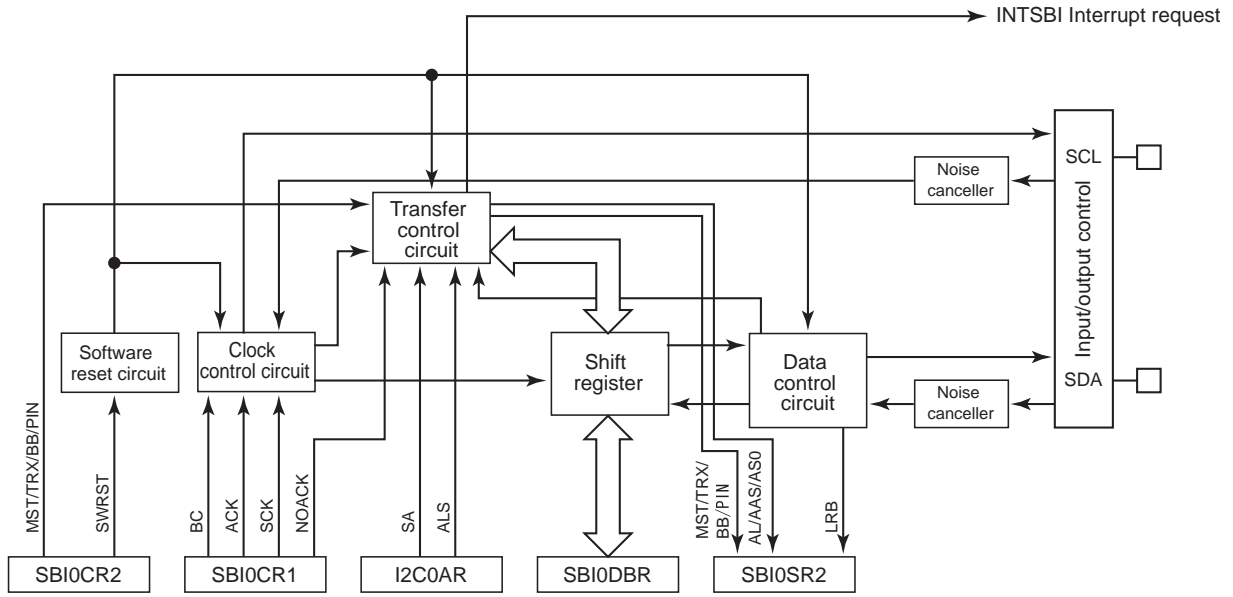 INTSBI Interrupt request
SCL
Noise
canceller
Input/output control
Transfer
control
circuit
Software
reset circuit
Clock
control circuit
Shift
register
Data
control
circuit
SDA
Noise
canceller
MST/TRX/BB/PIN
SWRST
BC
ACK
SCK
NOACK
SA
ALS
MST/TRX/
BB/PIN
AL/AAS/AS0
LRB
SBI0CR2
SBI0CR1
I2C0AR
SBI0DBR
SBI0SR2